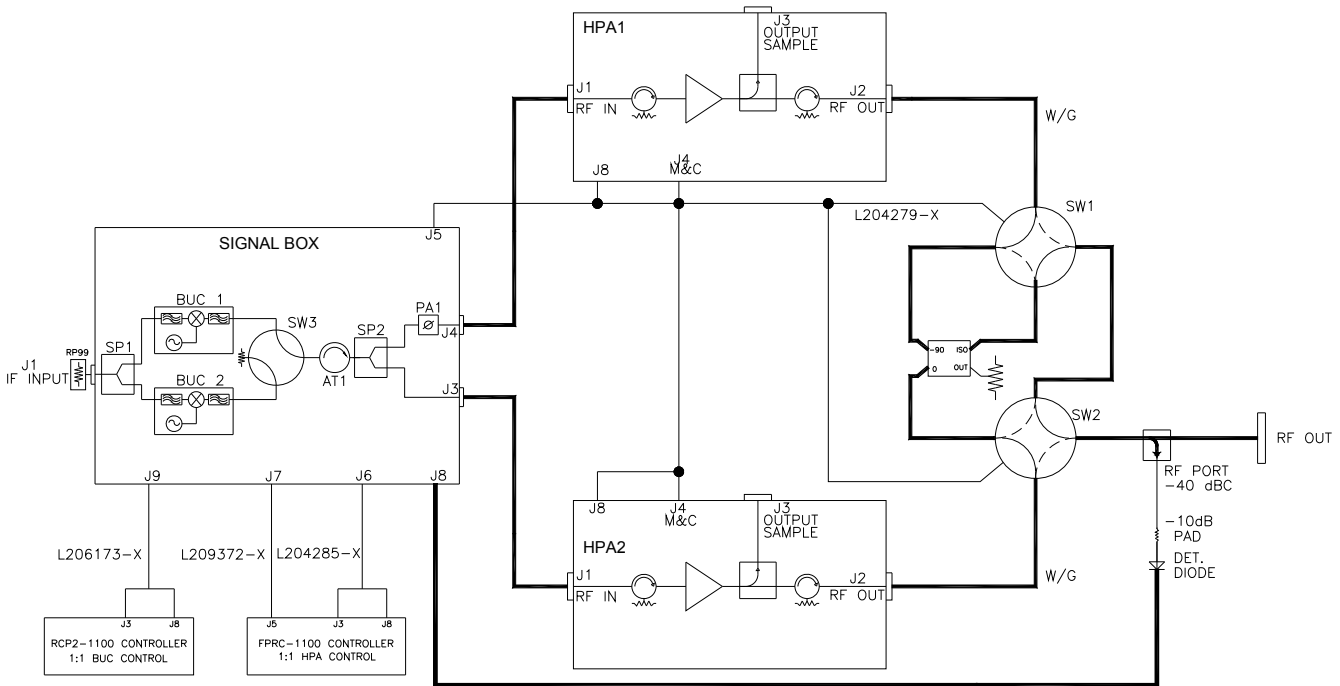 HPA1
J3
OUTPUT
SAMPLE
J1
RF IN
J2
RF OUT
W/G
J8
J4
M&C
L204279-X
SW1
J5
SIGNAL BOX
BUC 1
SW3
PA1
J4
SP1
SP2
RP99
J1
IF INPUT
AT1
BUC 2
J3
-90
ISO
0
OUT
SW2
RF OUT
RF PORT
-40 dBC
-10dB
PAD
DET.
DIODE
J9
J7
J6
J8
J8
J4
M&C
J3
OUTPUT
SAMPLE
HPA2
J1
RF IN
J2
RF OUT
W/G
L206173-X
L209372-X
L204285-X
J3
J8
RCP2-1100 CONTROLLER
1:1 BUC CONTROL
J5
J3
J8
FPRC-1100 CONTROLLER
1:1 HPA CONTROL